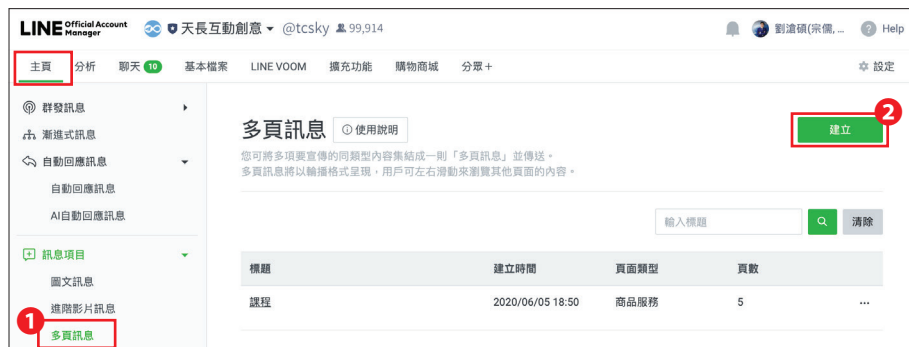 LINE Official Account Manager 天長互動創意 @tcsky 99,914 劉滄碩(宗儒, ... Help
主頁 分析 聊天 10 基本檔案 LINE VOOM 擴充功能 購物商城 分眾+ 設定
群發訊息
漸進式訊息
自動回應訊息
自動回應訊息
AI自動回應訊息
訊息項目
圖文訊息
進階影片訊息
1
多頁訊息
多頁訊息 使用說明
2
建立
您可將多項要宣傳的同類型內容集結成一則「多頁訊息」並傳送。
多頁訊息將以輪播格式呈現，用戶可左右滑動來瀏覽其他頁面的內容。
輸入標題 清除
標題 建立時間 頁面類型 頁數
課程 2020/06/05 18:50 商品服務 5 ...